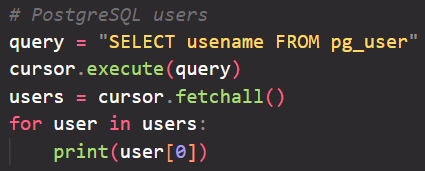 # PostgreSQL users
query = "SELECT usename FROM pg_user"
cursor.execute(query)
users = cursor.fetchall()
for user in users:
    print(user[0])